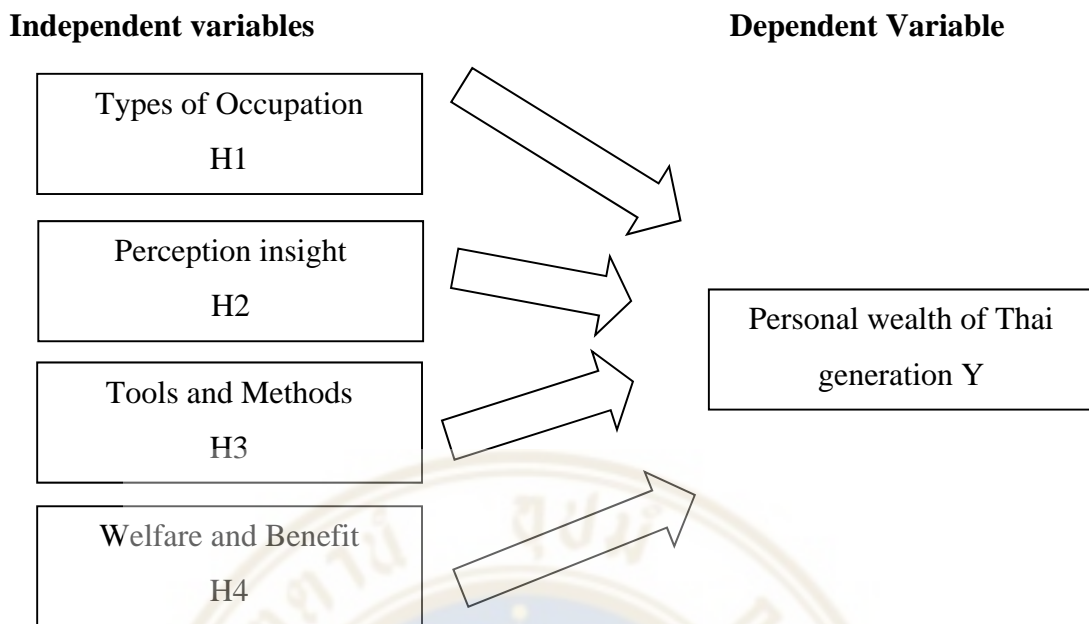 Independent variables
Dependent Variable
Types of Occupation
H1
Perception insight
H2
Tools and Methods
H3
Welfare and Benefit
H4
Personal wealth of Thai
generation Y